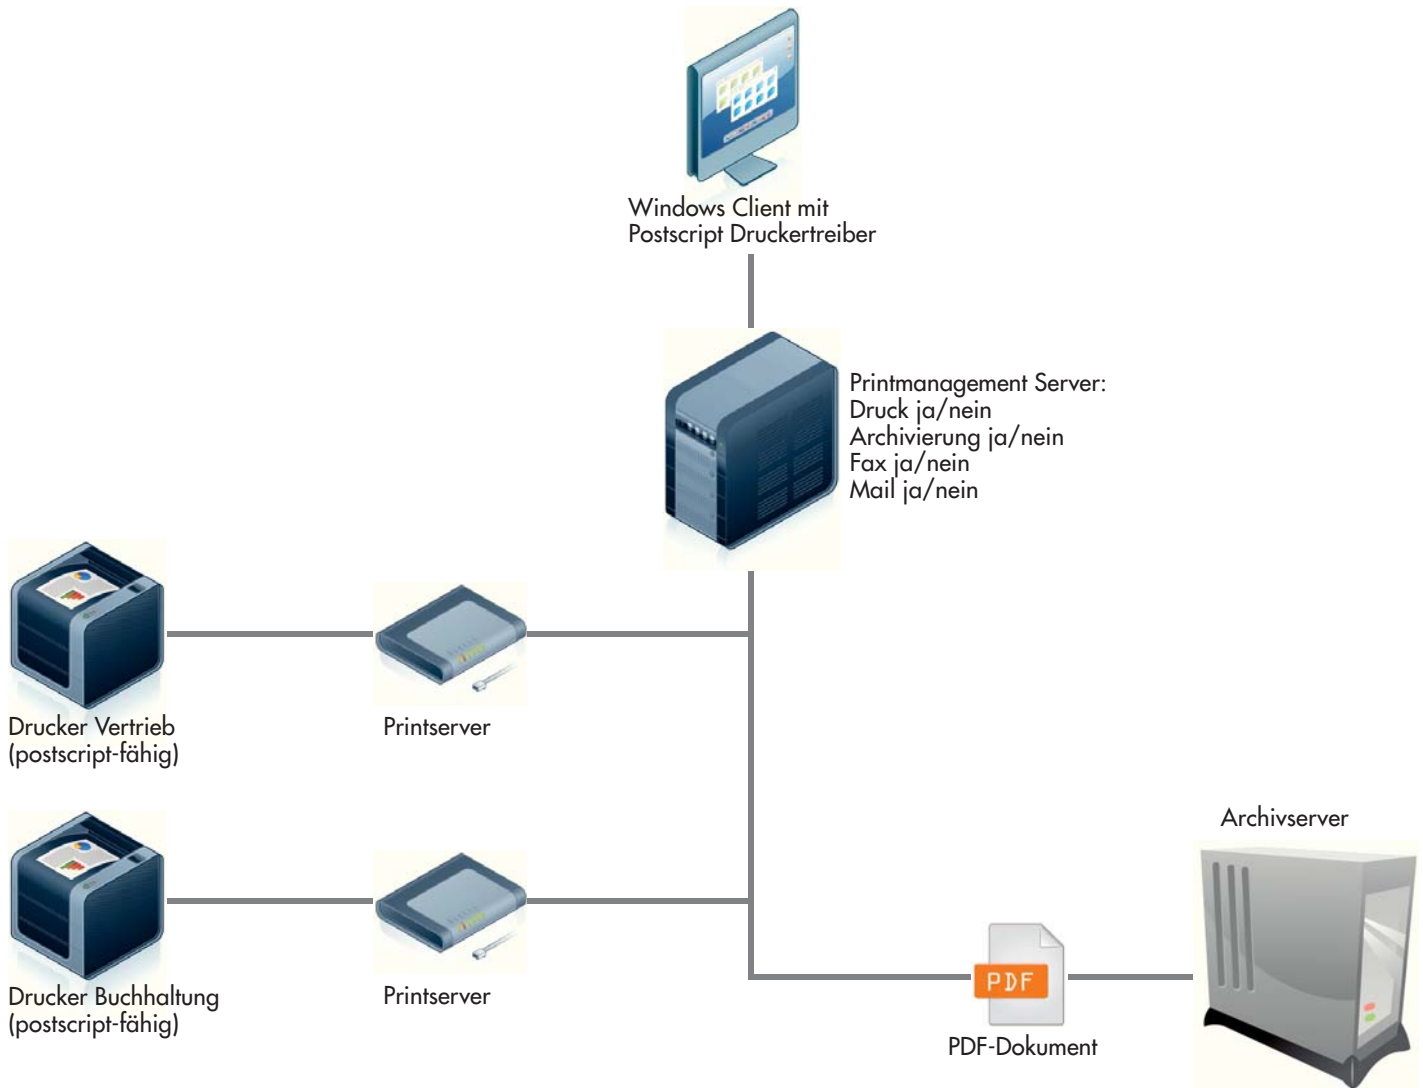 Windows Client mit
Postscript Druckertreiber
Printmanagement Server:
Druck ja/nein
Archivierung ja/nein
Fax ja/nein
Mail ja/nein
Drucker Vertrieb
(postscript-fähig)
Printserver
Archivserver
Drucker Buchhaltung
(postscript-fähig)
Printserver
PDF
PDF-Dokument